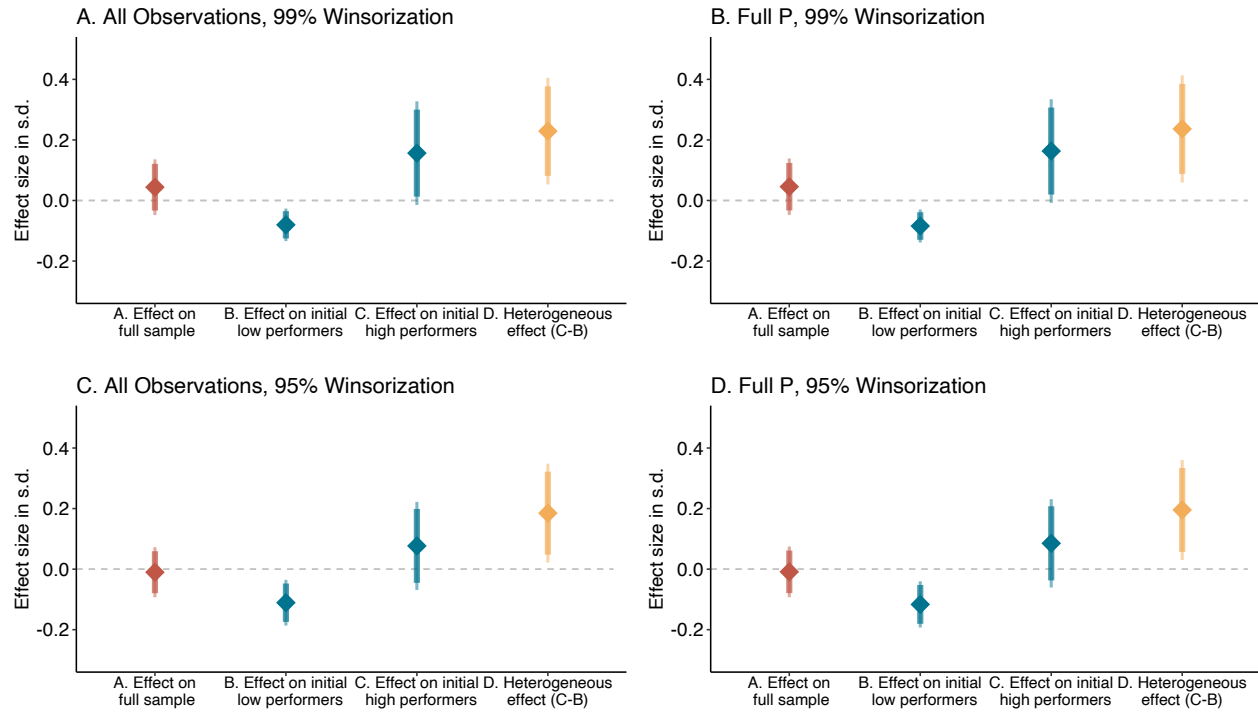 A. All Observations, 99% Winsorization
Effect size in s.d.
0.4
0.2
0.0
-0.2
A. Effect on
full sample
B. Effect on initial
low performers
C. Effect on initial
high performers
D. Heterogeneous
effect (C-B)
B. Full P, 99% Winsorization
Effect size in s.d.
0.4
0.2
0.0
-0.2
A. Effect on
full sample
B. Effect on initial
low performers
C. Effect on initial
high performers
D. Heterogeneous
effect (C-B)
C. All Observations, 95% Winsorization
Effect size in s.d.
0.4
0.2
0.0
-0.2
A. Effect on
full sample
B. Effect on initial
low performers
C. Effect on initial
high performers
D. Heterogeneous
effect (C-B)
D. Full P, 95% Winsorization
Effect size in s.d.
0.4
0.2
0.0
-0.2
A. Effect on
full sample
B. Effect on initial
low performers
C. Effect on initial
high performers
D. Heterogeneous
effect (C-B)